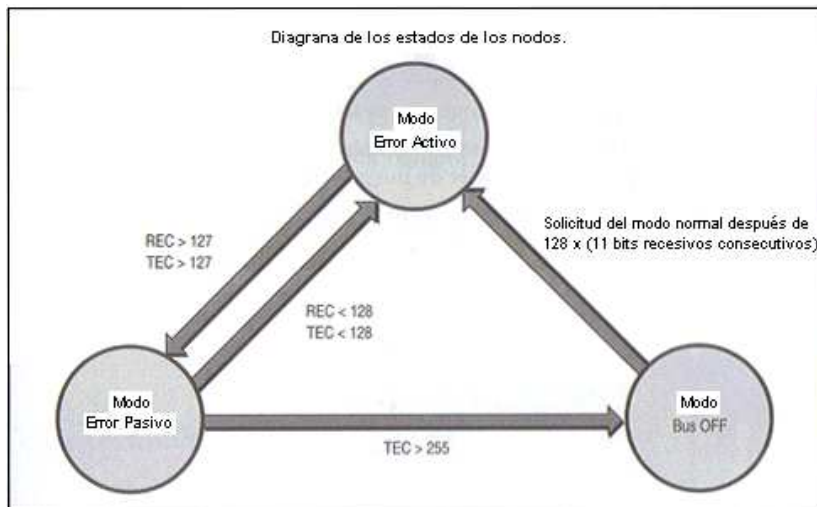 Diagrana de los estados de los nodos.
Modo
Error Activo
REC > 127
TEC > 127
Solicitud del modo normal después de
128 x (11 bits recesivos consecutivos)
REC < 128
TEC < 128
Modo
Error Pasivo
Modo
Bus OFF
TEC > 255